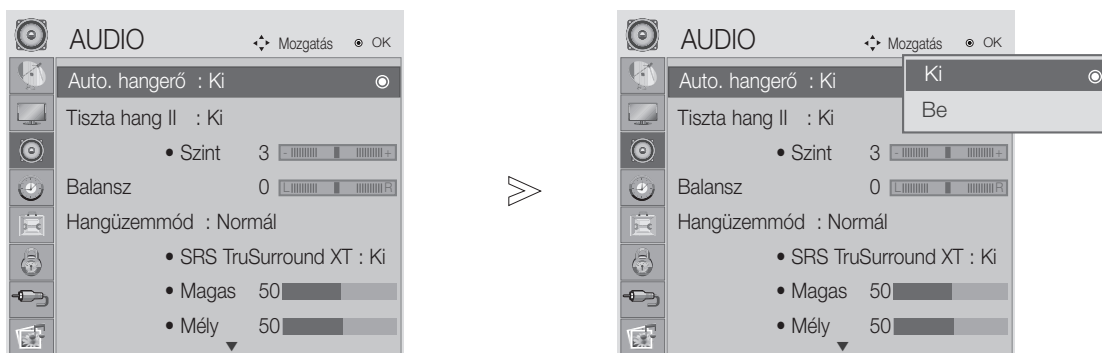 AUDIO Mozgatás OK
Auto. hangerő : Ki
Tiszta hang II : Ki
• Szint 3 - +
Balansz 0 L R
Hangüzemmód : Normál
• SRS TruSurround XT : Ki
• Magas 50
• Mély 50
AUDIO Mozgatás OK
Auto. hangerő : Ki
Ki
Be
Tiszta hang II : Ki
• Szint 3 - +
Balansz 0 L R
Hangüzemmód : Normál
• SRS TruSurround XT : Ki
• Magas 50
• Mély 50